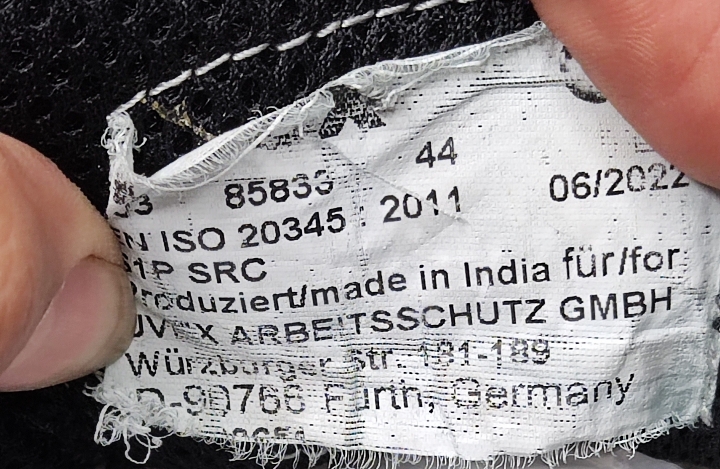 44
85833 06/2022
EN ISO 20345 : 2011
S1P SRC
Produziert/made in India für/for
UVEX ARBEITSSCHUTZ GMBH
Würzburger Str. 181-189
D-90766 Fürth, Germany